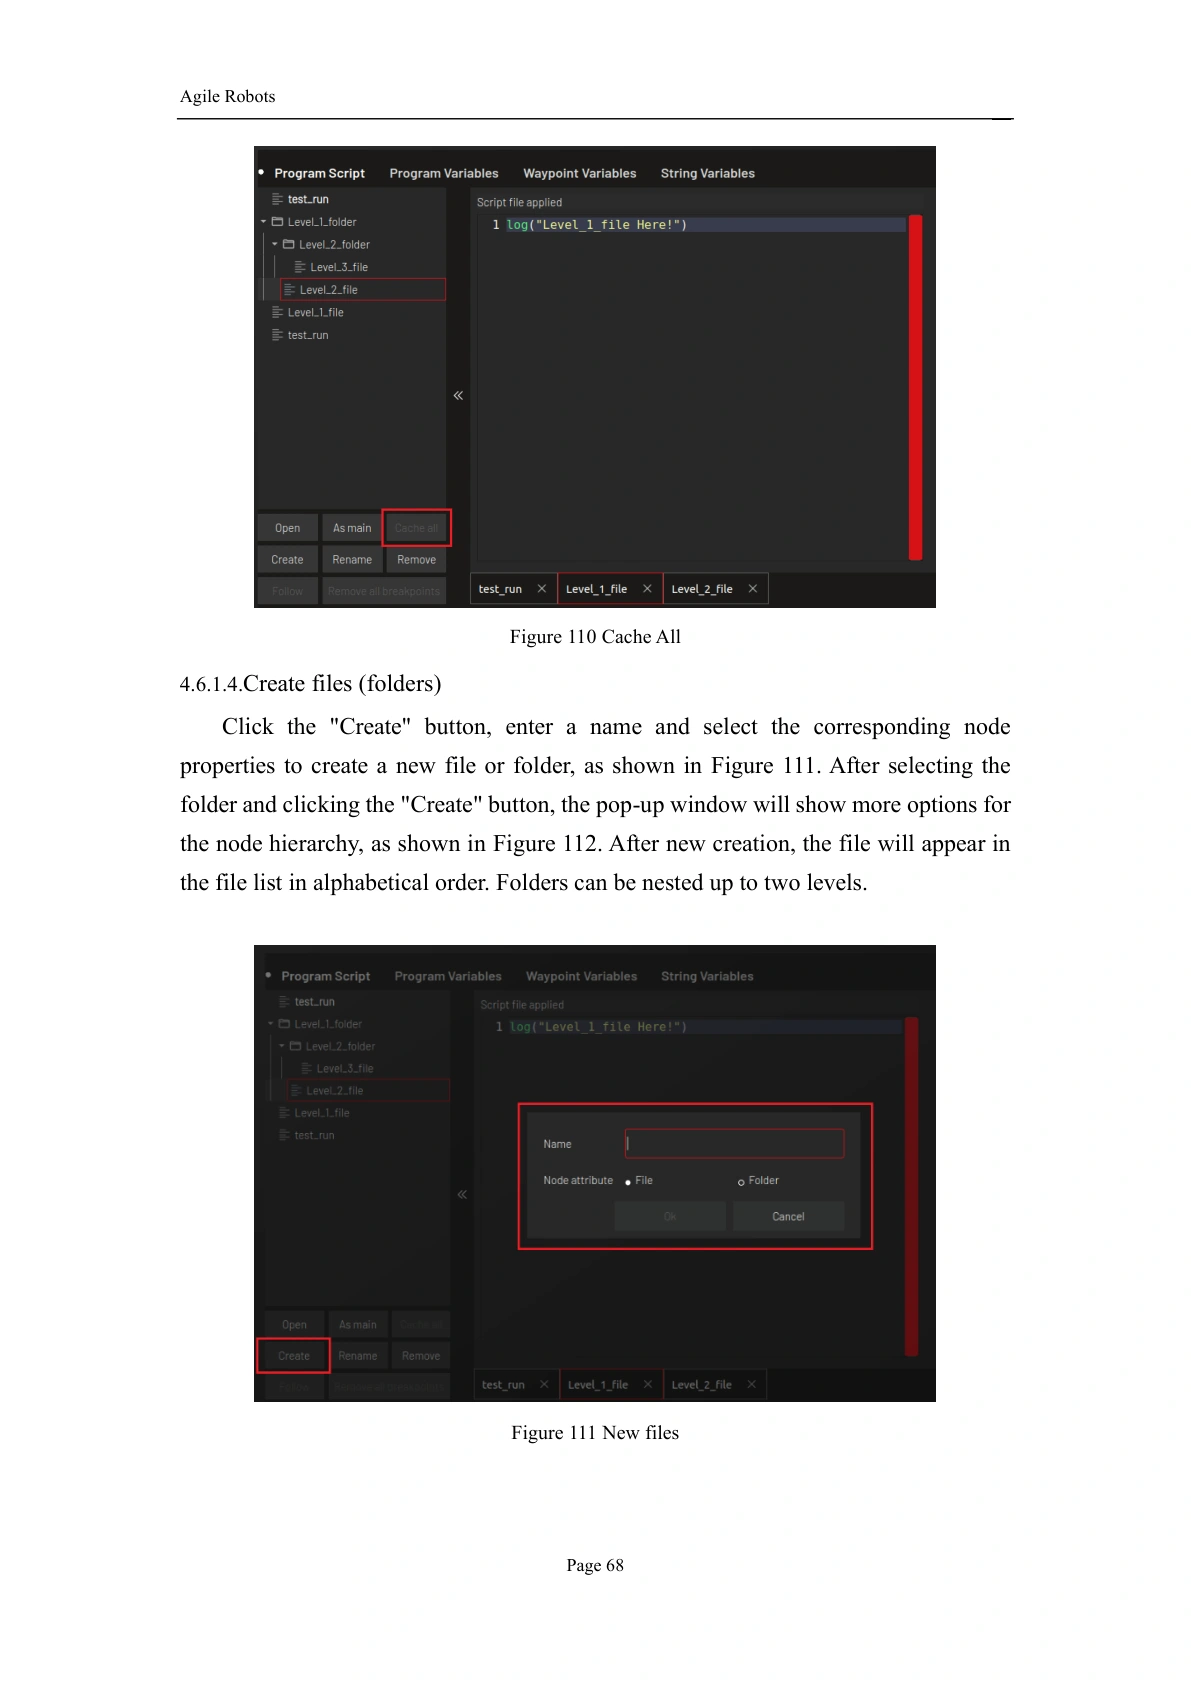 Agile Robots
Program Script Program Variables Waypoint Variables String Variables
test_run
Level_1_folder
Level_2_folder
Level_3_file
Level_2_file
Level_1_file
test_run
Script file applied
1 log("Level_1_file Here!")
«
Open As main Cache all
Create Rename Remove
Follow Remove all breakpoints
test_run × Level_1_file × Level_2_file ×
Figure 110 Cache All
4.6.1.4.Create files (folders)
Click the "Create" button, enter a name and select the corresponding node
properties to create a new file or folder, as shown in Figure 111. After selecting the
folder and clicking the "Create" button, the pop-up window will show more options for
the node hierarchy, as shown in Figure 112. After new creation, the file will appear in
the file list in alphabetical order. Folders can be nested up to two levels.
Program Script Program Variables Waypoint Variables String Variables
test_run
Level_1_folder
Level_2_folder
Level_3_file
Level_2_file
Level_1_file
test_run
Script file applied
1 log("Level_1_file Here!")
«
Name
Node attribute File Folder
Ok Cancel
Open As main Cache all
Create Rename Remove
Follow Remove all breakpoints
test_run × Level_1_file × Level_2_file ×
Figure 111 New files
Page 68